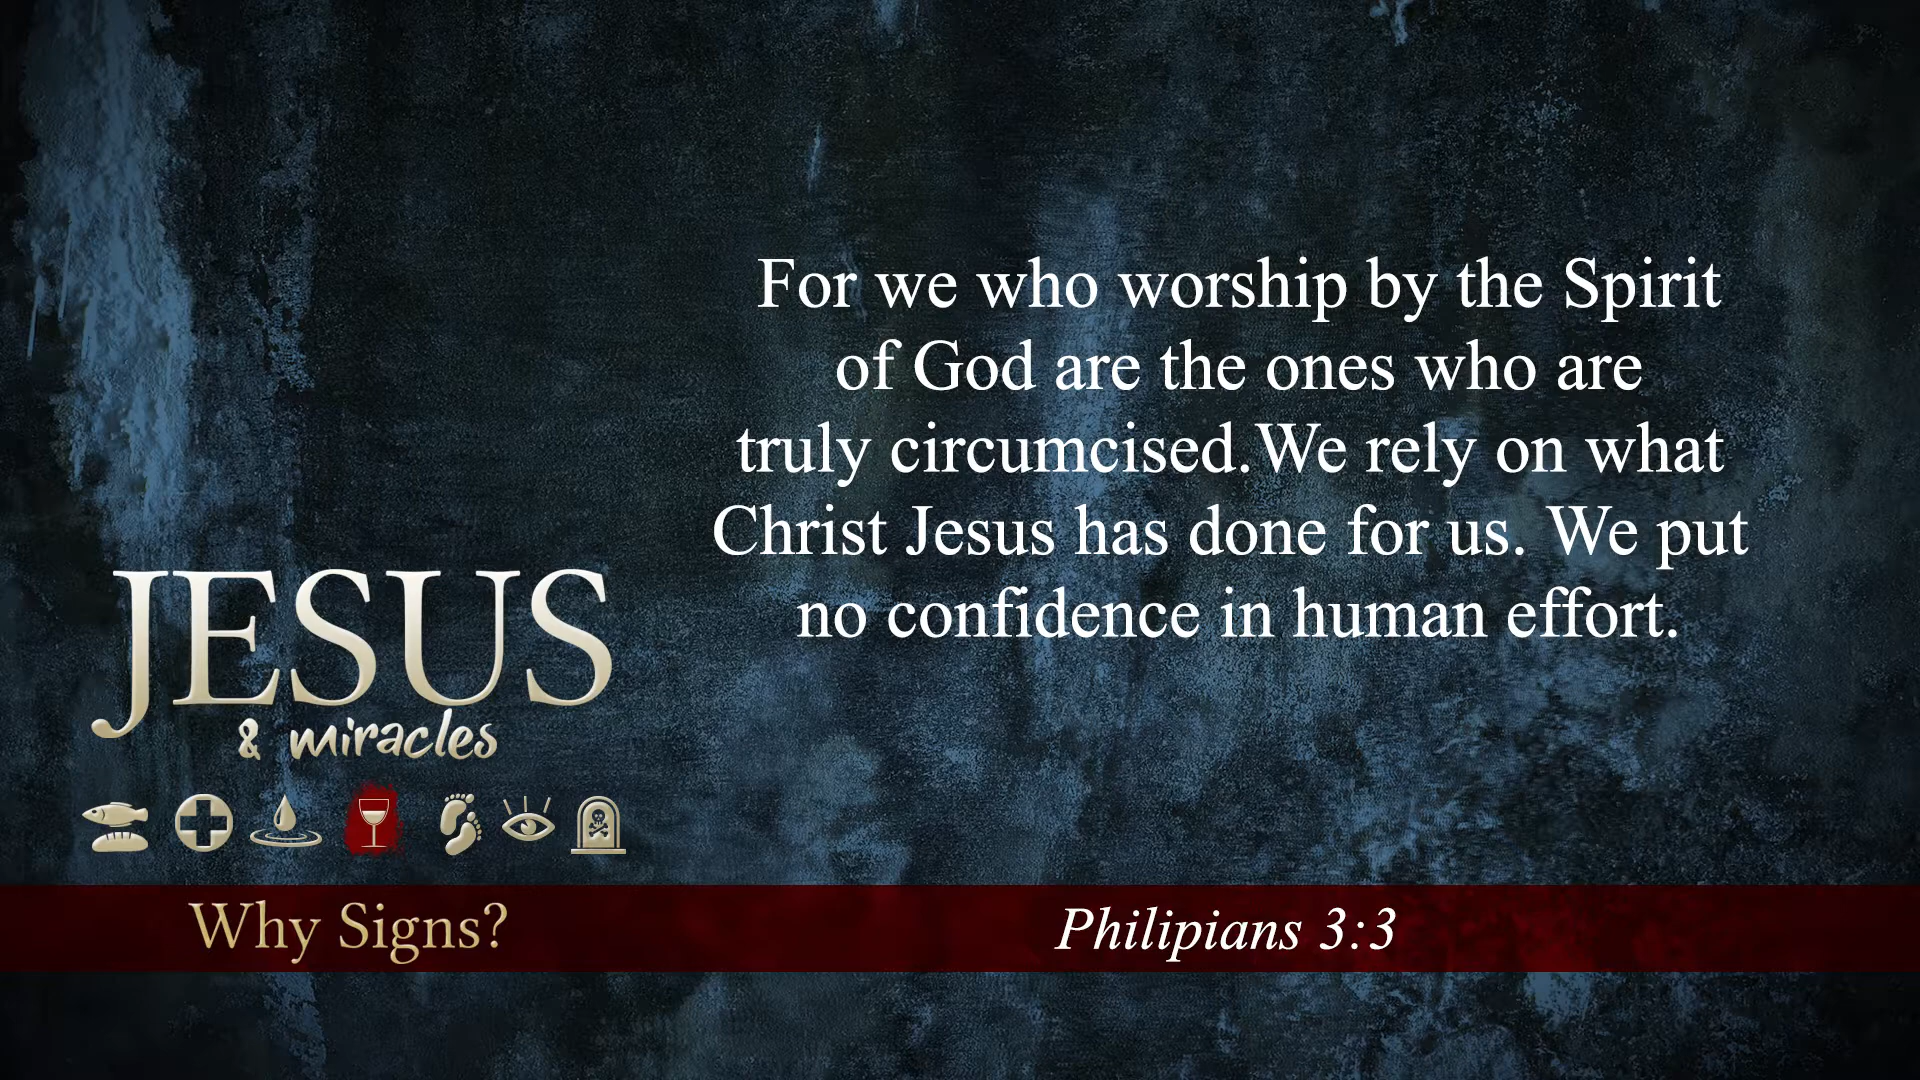 For we who worship by the Spirit
of God are the ones who are
truly circumcised.We rely on what
Christ Jesus has done for us. We put
no confidence in human effort.
JESUS
& miracles
Why Signs?
Philipians 3:3